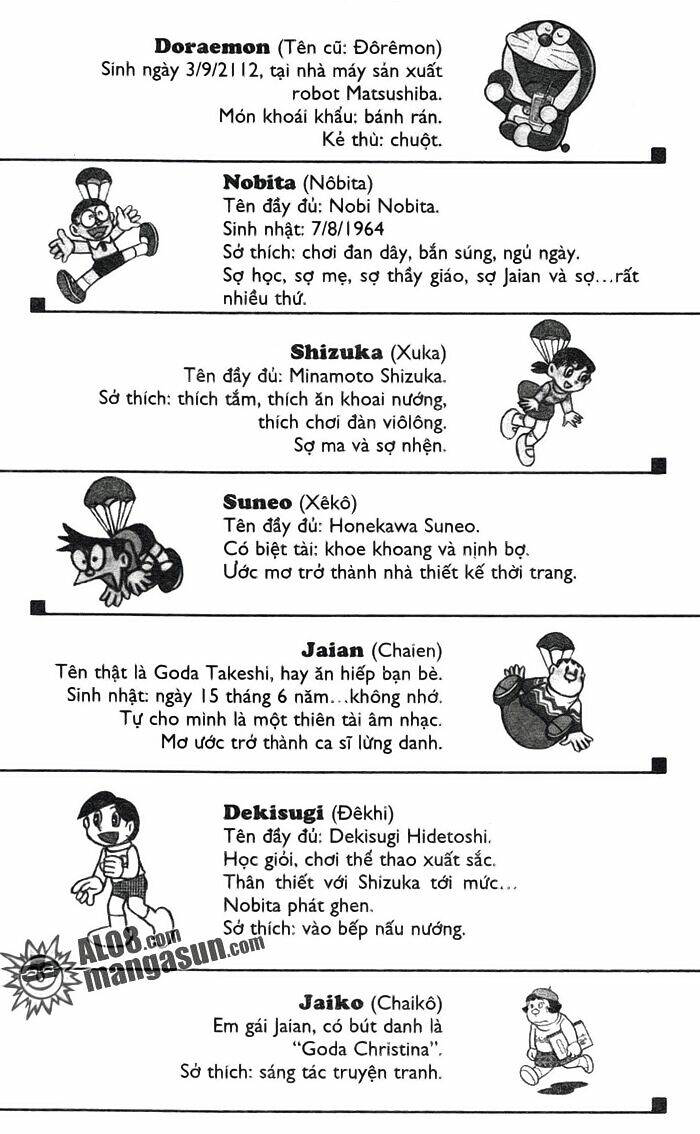 Doraemon (Tên cũ: Đôrêmon)
Sinh ngày 3/9/2112, tại nhà máy sản xuất
robot Matsushiba.
Món khoái khẩu: bánh rán.
Kẻ thù: chuột.
Nobita (Nôbita)
Tên đầy đủ: Nobi Nobita.
Sinh nhật: 7/8/1964
Sở thích: chơi đan dây, bắn súng, ngủ ngày.
Sợ học, sợ mẹ, sợ thầy giáo, sợ Jaian và sợ...rất
nhiều thứ.
Shizuka (Xuka)
Tên đầy đủ: Minamoto Shizuka.
Sở thích: thích tắm, thích ăn khoai nướng,
thích chơi đàn viôlông.
Sợ ma và sợ nhện.
Suneo (Xêkô)
Tên đầy đủ: Honekawa Suneo.
Có biệt tài: khoe khoang và nịnh bợ.
Ước mơ trở thành nhà thiết kế thời trang.
Jaian (Chaien)
Tên thật là Goda Takeshi, hay ăn hiếp bạn bè.
Sinh nhật: ngày 15 tháng 6 năm...không nhớ.
Tự cho mình là một thiên tài âm nhạc.
Mơ ước trở thành ca sĩ lừng danh.
Dekisugi (Đêkhi)
Tên đầy đủ: Dekisugi Hidetoshi.
Học giỏi, chơi thể thao xuất sắc.
Thân thiết với Shizuka tới mức...
Nobita phát ghen.
Sở thích: vào bếp nấu nướng.
ALO8.com
mangasun.com
Jaiko (Chaikô)
Em gái Jaian, có bút danh là
“Goda Christina”.
Sở thích: sáng tác truyện tranh.